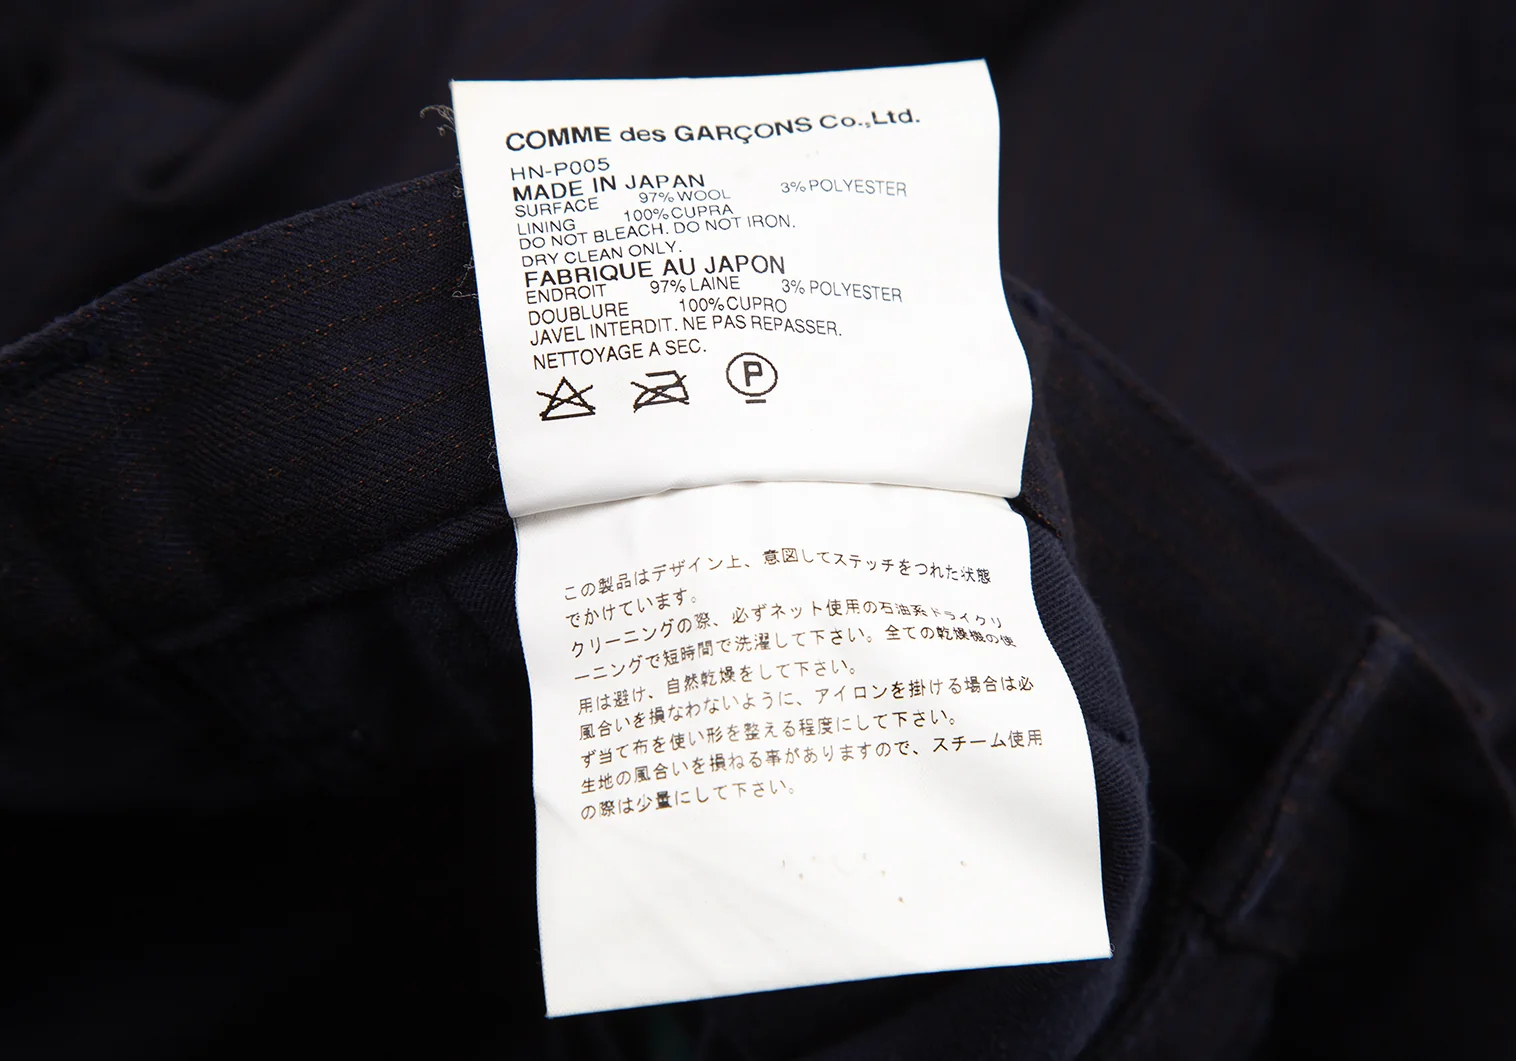 COMME des GARÇONS Co.,Ltd.
HN-P005
MADE IN JAPAN
SURFACE 97%WOOL 3%POLYESTER
LINING 100%CUPRA
DO NOT BLEACH. DO NOT IRON.
DRY CLEAN ONLY.
FABRIQUE AU JAPON
ENDROIT 97%LAINE 3%POLYESTER
DOUBLURE 100%CUPRO
JAVEL INTERDIT. NE PAS REPASSER.
NETTOYAGE A SEC.
P
この製品はデザイン上、意図してステッチをつれた状態
でかけています。
クリーニングの際、必ずネット使用の石油系ドライクリ
ーニングで短時間で洗濯して下さい。全ての乾燥機の使
用は避け、自然乾燥をして下さい。
風合いを損なわないように、アイロンを掛ける場合は必
ず当て布を使い形を整える程度にして下さい。
生地の風合いを損ねる事がありますので、スチーム使用
の際は少量にして下さい。